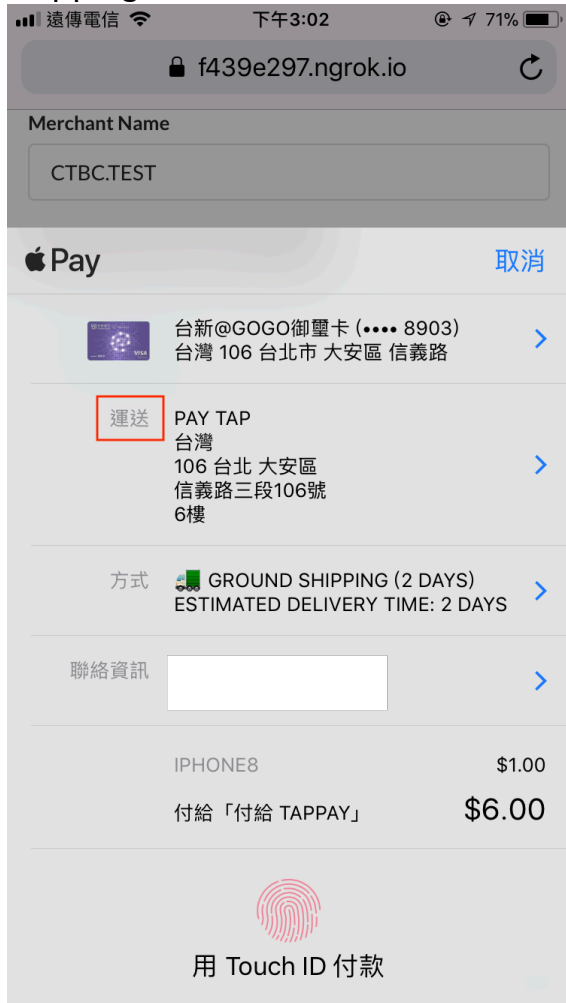 遠傳電信 下午3:02 71%
f439e297.ngrok.io
Merchant Name
CTBC.TEST
Pay 取消
台新@GOGO御璽卡 (•••• 8903)
台灣 106 台北市 大安區 信義路
運送 PAY TAP
台灣
106 台北 大安區
信義路三段106號
6樓
方式 GROUND SHIPPING (2 DAYS)
ESTIMATED DELIVERY TIME: 2 DAYS
聯絡資訊
IPHONE8 $1.00
付給「付給 TAPPAY」 $6.00
用 Touch ID 付款